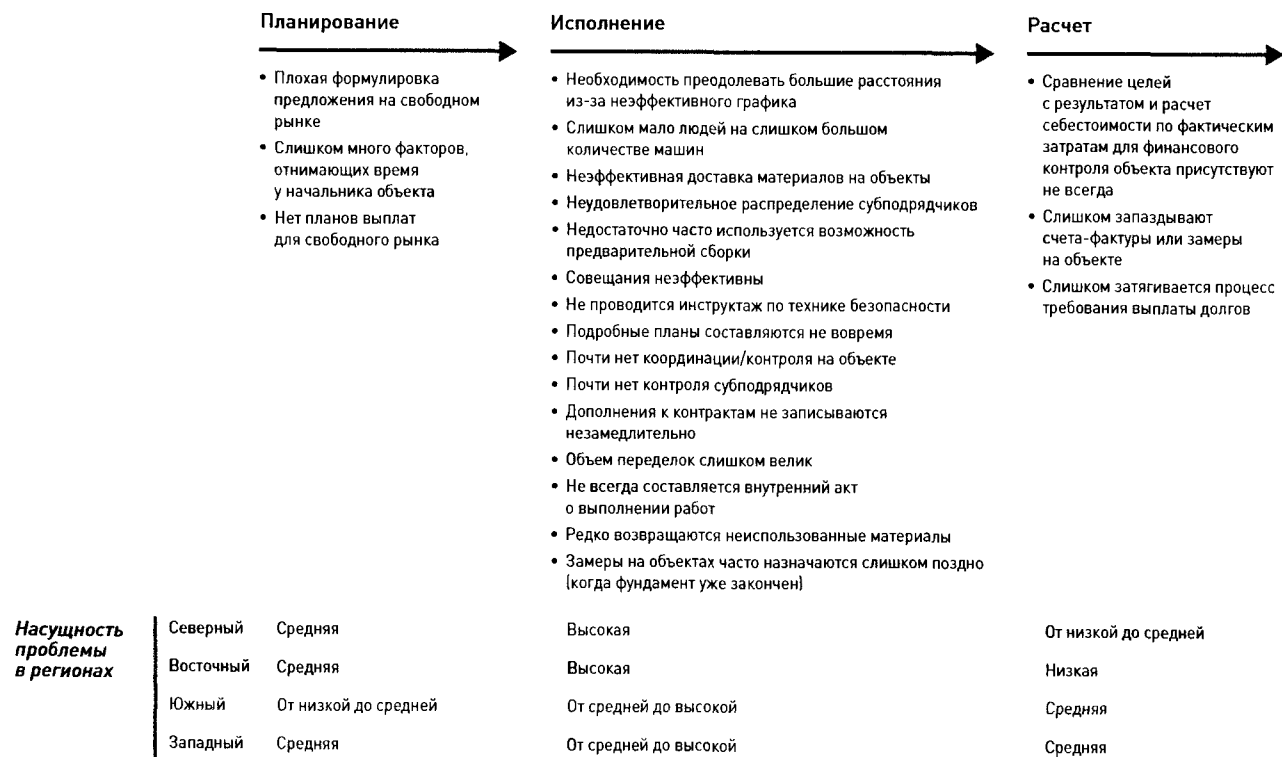 Планирование
• Плохая формулировка
предложения на свободном
рынке
• Слишком много факторов,
отнимающих время
у начальника объекта
• Нет планов выплат
для свободного рынка
Исполнение
• Необходимость преодолевать большие расстояния
из-за неэффективного графика
• Слишком мало людей на слишком большом
количестве машин
• Неэффективная доставка материалов на объекты
• Неудовлетворительное распределение субподрядчиков
• Недостаточно часто используется возможность
предварительной сборки
• Совещания неэффективны
• Не проводится инструктаж по технике безопасности
• Подробные планы составляются не вовремя
• Почти нет координации/контроля на объекте
• Почти нет контроля субподрядчиков
• Дополнения к контрактам не записываются
незамедлительно
• Объем переделок слишком велик
• Не всегда составляется внутренний акт
о выполнении работ
• Редко возвращаются неиспользованные материалы
• Замеры на объектах часто назначаются слишком поздно
(когда фундамент уже закончен)
Расчет
• Сравнение целей
с результатом и расчет
себестоимости по фактическим
затратам для финансового
контроля объекта присутствуют
не всегда
• Слишком запаздывают
счета-фактуры или замеры
на объекте
• Слишком затягивается процесс
требования выплаты долгов
Насущность
проблемы
в регионах
Северный Средняя Высокая От низкой до средней
Восточный Средняя Высокая Низкая
Южный От низкой до средней От средней до высокой Средняя
Западный Средняя От средней до высокой Средняя